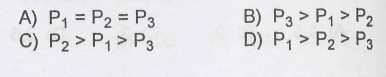 A) P₁ = P₂ = P₃ B) P₃ > P₁ > P₂
C) P₂ > P₁ > P₃ D) P₁ > P₂ > P₃